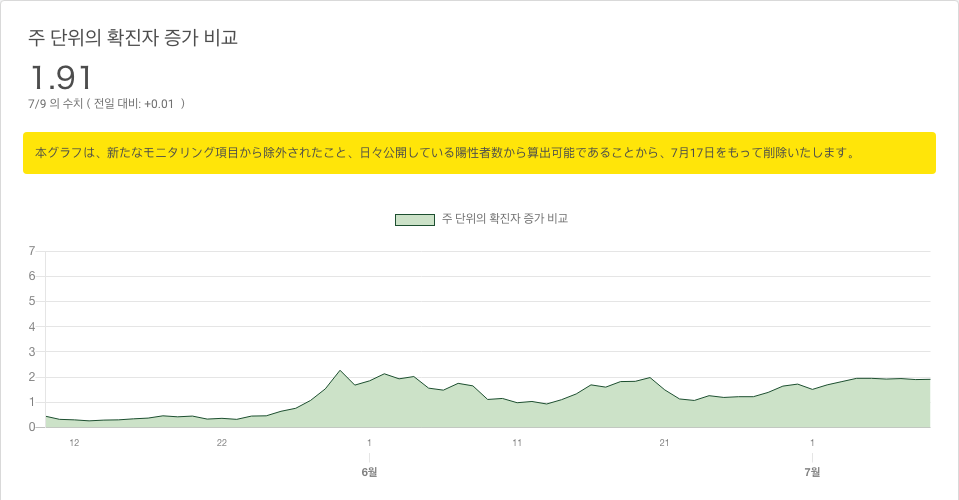 주 단위의 확진자 증가 비교
1.91
7/9 의 수치 ( 전일 대비: +0.01 )
本グラフは、新たなモニタリング項目から除外されたこと、日々公開している陽性者数から算出可能であることから、7月17日をもって削除いたします。
주 단위의 확진자 증가 비교
7
6
5
4
3
2
1
0
12 22 1 11 21 1
6월 7월